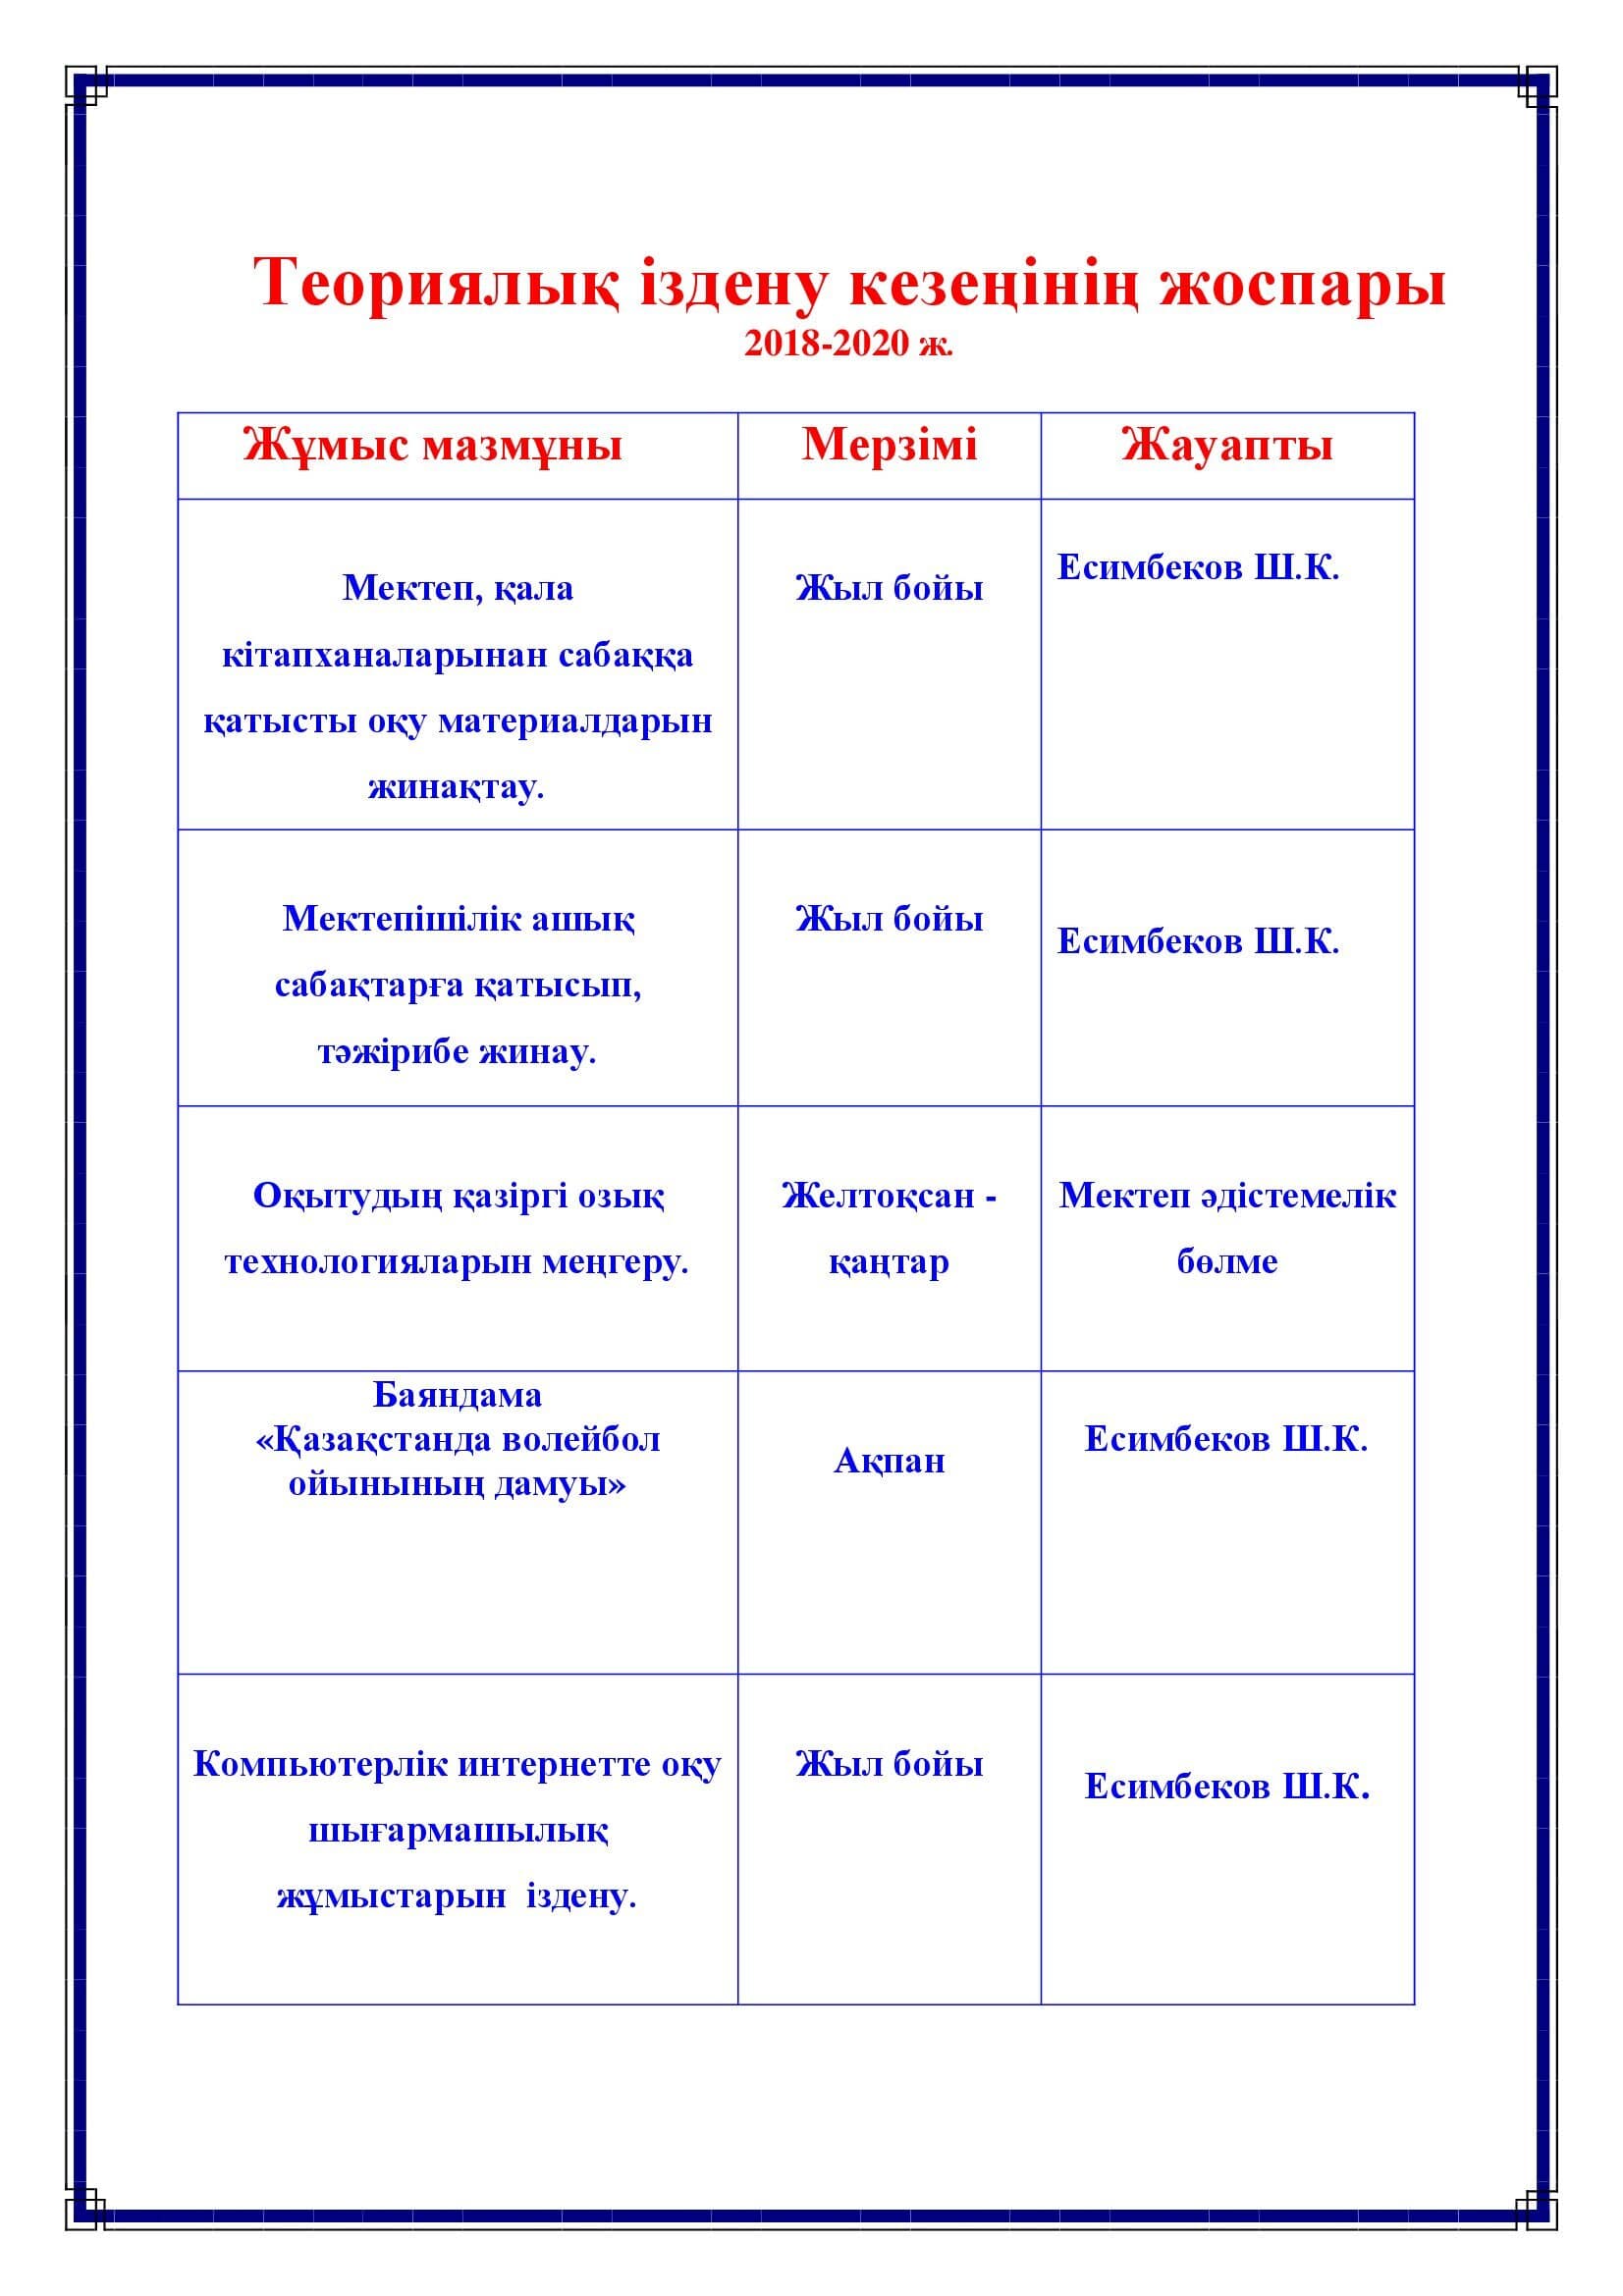 Теориялық іздену кезеңінің жоспары
2018-2020 ж.
Жұмыс мазмұны
Мерзімі
Жауапты
Мектеп, қала
кітапханаларынан сабаққа
қатысты оқу материалдарын
жинақтау.
Жыл бойы
Есимбеков Ш.К.
Мектепішілік ашық
сабақтарға қатысып,
тәжірибе жинау.
Жыл бойы
Есимбеков Ш.К.
Оқытудың қазіргі озық
технологияларын меңгеру.
Желтоқсан -
қаңтар
Мектеп әдістемелік
бөлме
Баяндама
«Қазақстанда волейбол
ойынының дамуы»
Ақпан
Есимбеков Ш.К.
Компьютерлік интернетте оқу
шығармашылық
жұмыстарын  іздену.
Жыл бойы
Есимбеков Ш.К.